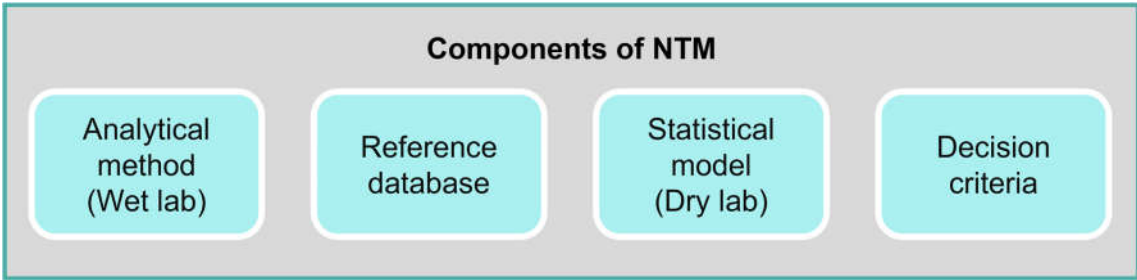 Components of NTM
Analytical
method
(Wet lab)
Reference
database
Statistical
model
(Dry lab)
Decision
criteria